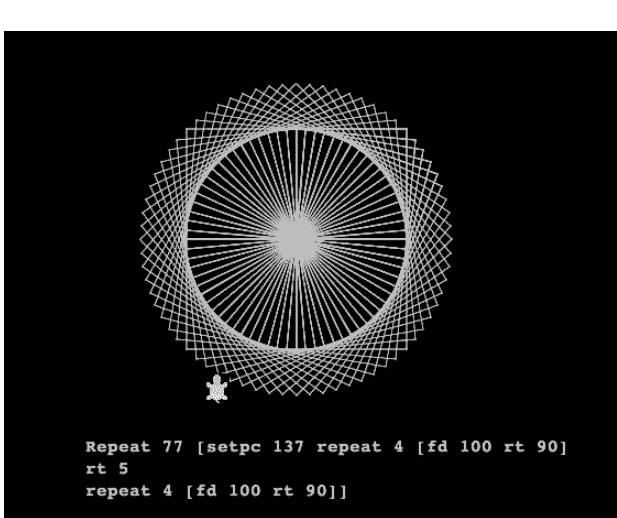 Repeat 77 [setpc 137 repeat 4 [fd 100 rt 90]
rt 5
repeat 4 [fd 100 rt 90]]